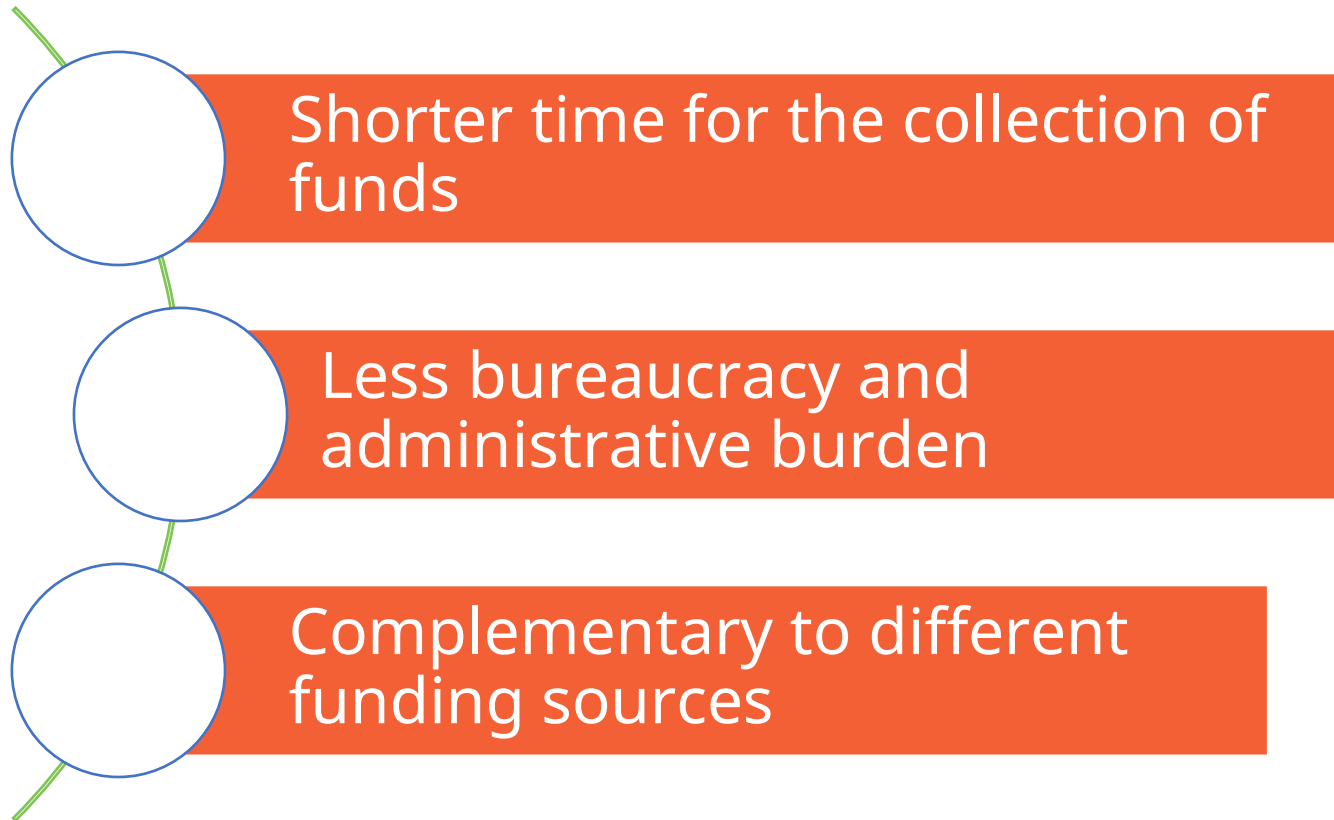 Shorter time for the collection of
funds
Less bureaucracy and
administrative burden
Complementary to different
funding sources